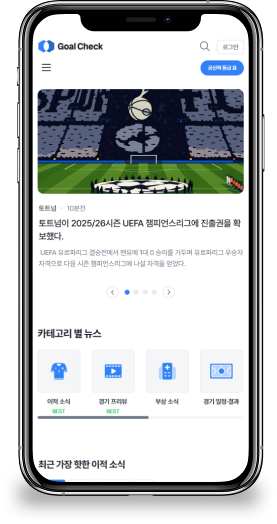 Goal Check
로그인
공선택 등급 표
토트넘 · 10분전
토트넘이 2025/26시즌 UEFA 챔피언스리그에 진출권을 확
보했다.
UEFA 유로파리그 결승전에서 맨유에 1대 0 승리를 거두며 유로파리그 우승자
자격으로 다음 시즌 챔피언스리그에 나설 자격을 얻었다.
카테고리 별 뉴스
이적 소식
경기 프리뷰
부상 소식
경기 일정·결과
BEST
BEST
최근 가장 핫한 이적 소식